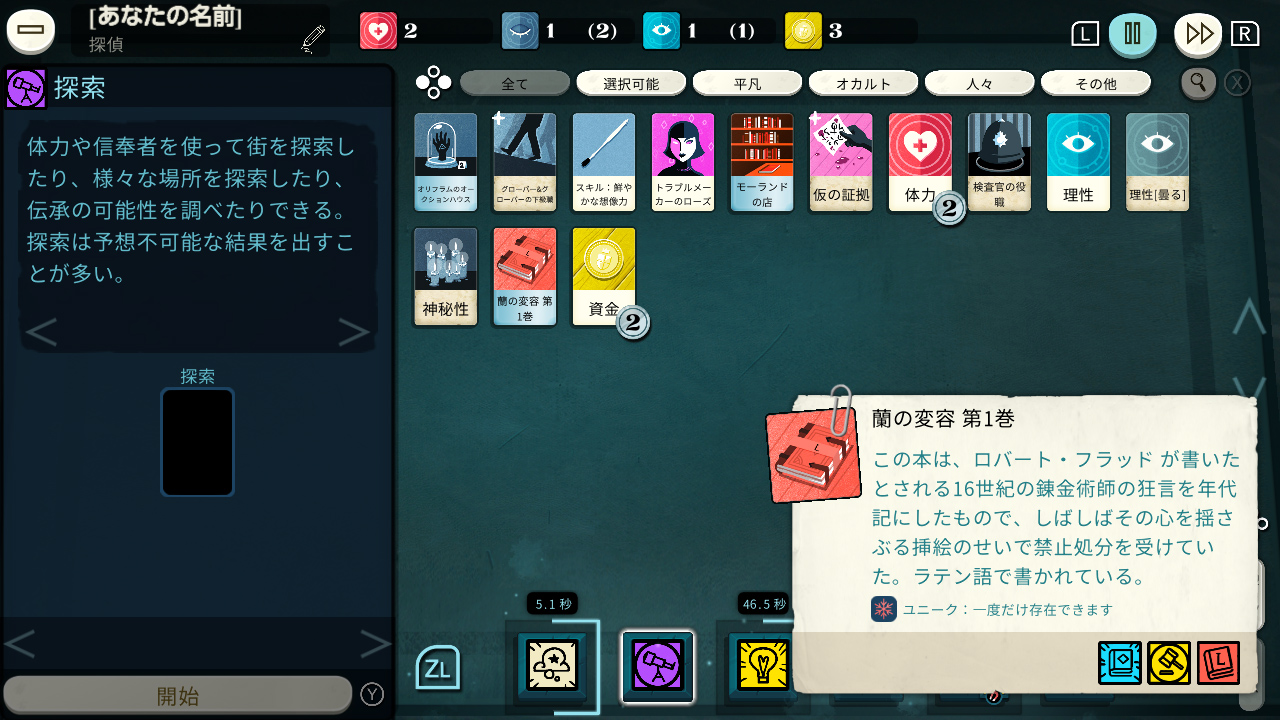 [あなたの名前]
探偵
2
1
(2)
1
(1)
3
L
R
探索
全て
選択可能
平凡
オカルト
人々
その他
X
体力や信奉者を使って街を探索し
たり、様々な場所を探索したり、
伝承の可能性を調べたりできる。
探索は予想不可能な結果を出すこ
とが多い。
オリフラムのオー
クションハウス
グローバー&グ
ローバーの下級職
スキル：鮮や
かな想像力
トラブルメー
カーのローズ
モーランド
の店
仮の証拠
体力
2
検査官の役
職
理性
理性[曇る]
神秘性
蘭の変容 第
1巻
資金
2
探索
蘭の変容 第1巻
この本は、ロバート・フラッド が書いた
とされる16世紀の錬金術師の狂言を年代
記にしたもので、しばしばその心を揺さ
ぶる挿絵のせいで禁止処分を受けてい
た。ラテン語で書かれている。
ユニーク：一度だけ存在できます
L
5.1 秒
46.5 秒
ZL
開始
Y